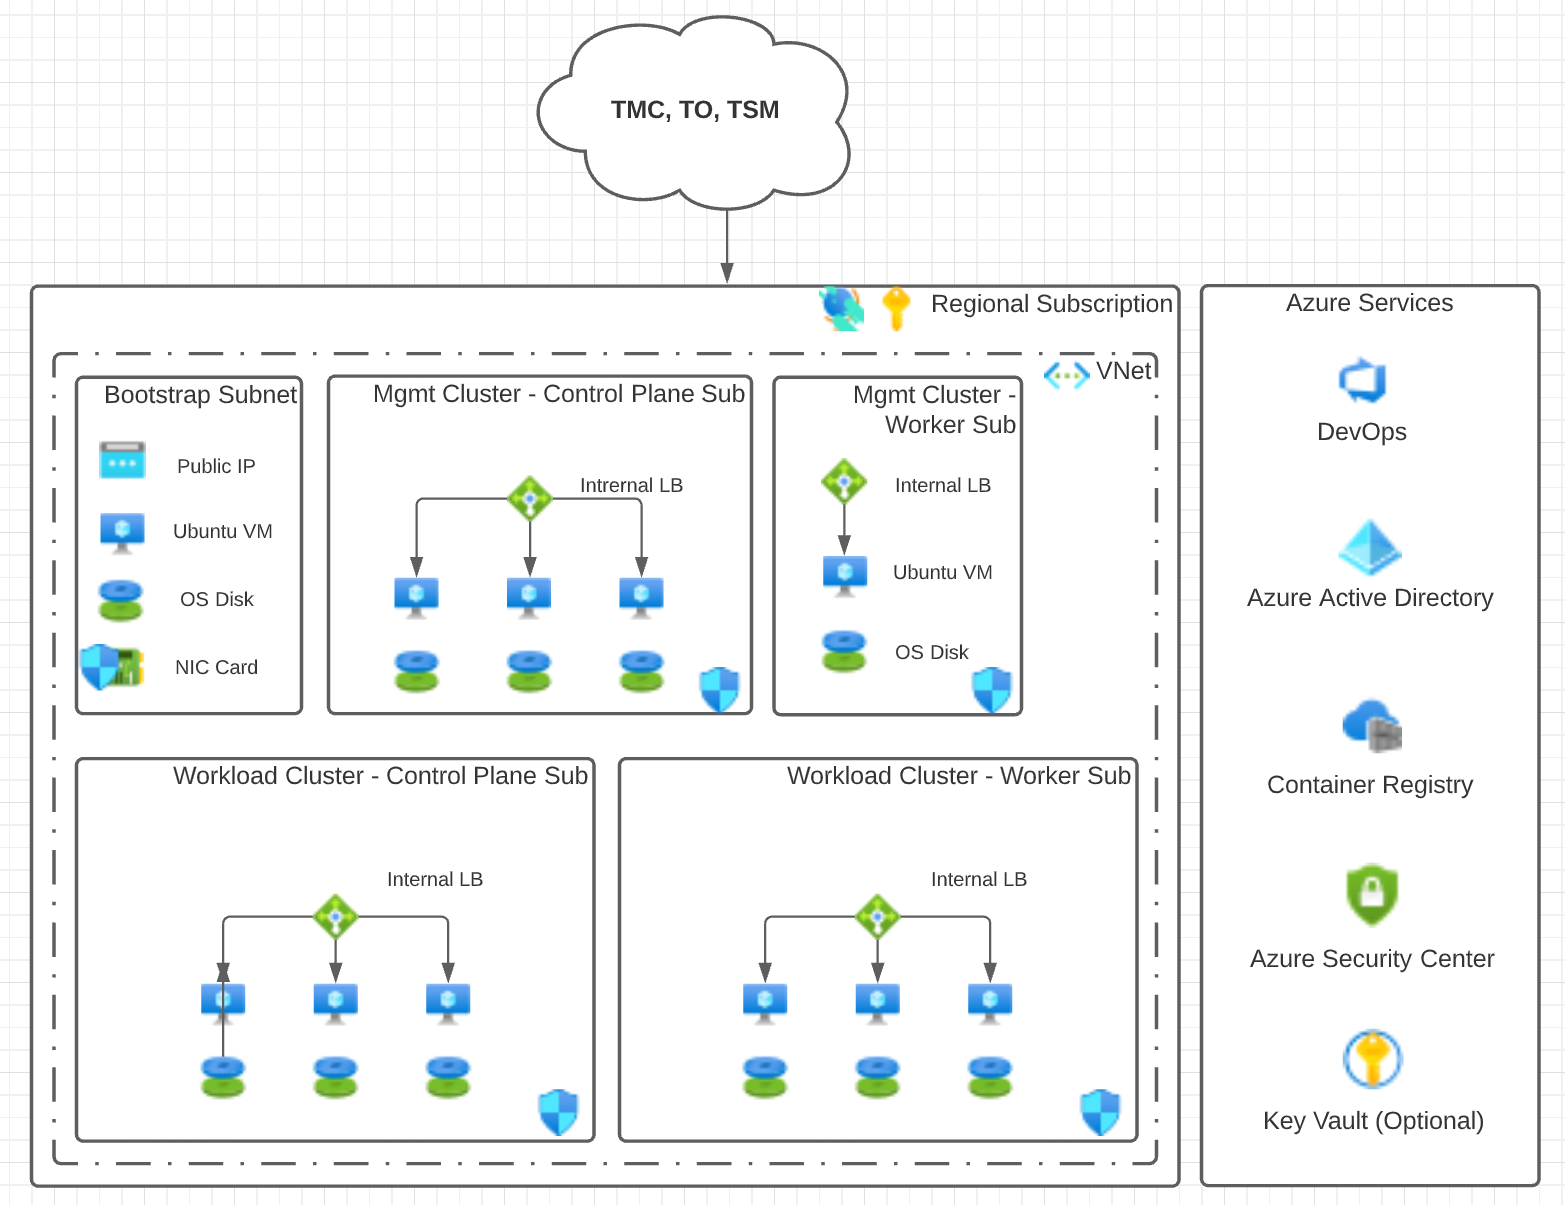 TMC, TO, TSM
Regional Subscription
VNet
Bootstrap Subnet
Public IP
Ubuntu VM
OS Disk
NIC Card
Mgmt Cluster - Control Plane Sub
Intrernal LB
Mgmt Cluster -
Worker Sub
Internal LB
Ubuntu VM
OS Disk
Workload Cluster - Control Plane Sub
Internal LB
Workload Cluster - Worker Sub
Internal LB
Azure Services
DevOps
Azure Active Directory
Container Registry
Azure Security Center
Key Vault (Optional)